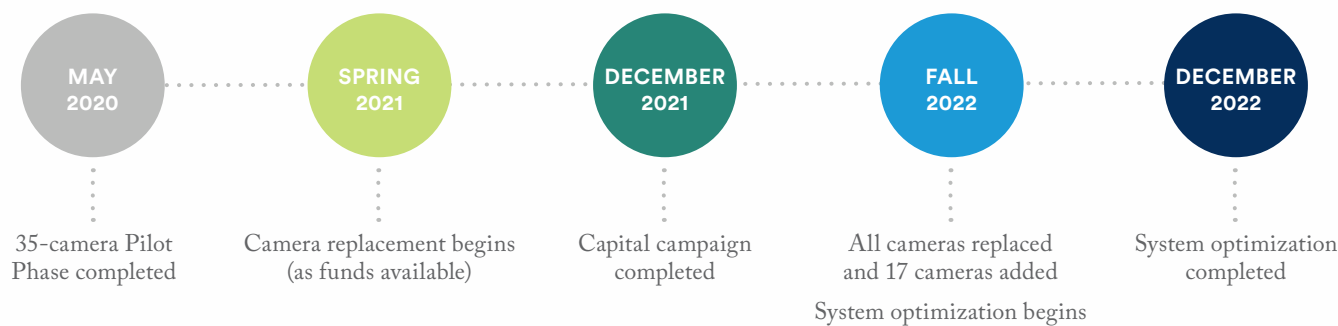 MAY
2020
SPRING
2021
DECEMBER
2021
FALL
2022
DECEMBER
2022
35-camera Pilot
Phase completed
Camera replacement begins
(as funds available)
Capital campaign
completed
All cameras replaced
and 17 cameras added
System optimization begins
System optimization
completed